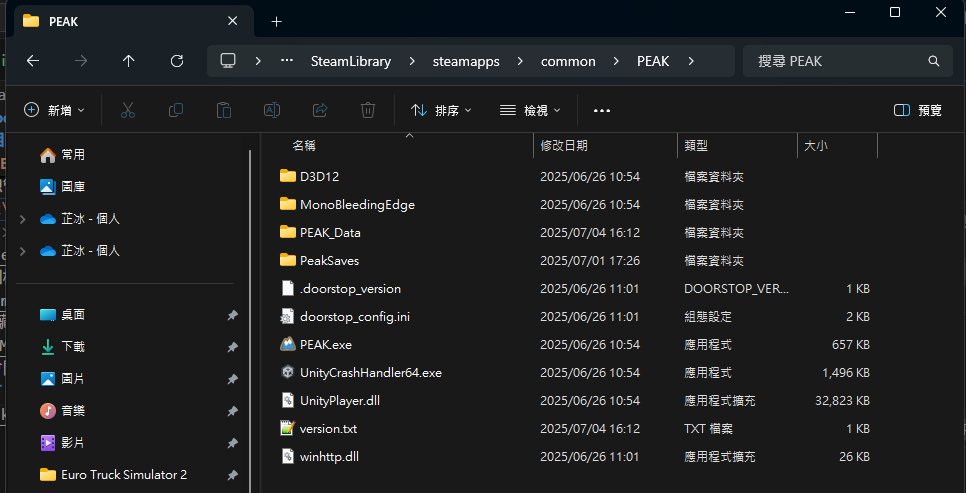 PEAK
SteamLibrary steamapps common PEAK 搜尋 PEAK
新增 排序 檢視 預覽
名稱 修改日期 類型 大小
常用
圖庫
芷冰 - 個人
芷冰 - 個人
桌面
下載
圖片
音樂
影片
Euro Truck Simulator 2
D3D12 2025/06/26 10:54 檔案資料夾
MonoBleedingEdge 2025/06/26 10:54 檔案資料夾
PEAK_Data 2025/07/04 16:12 檔案資料夾
PeakSaves 2025/07/01 17:26 檔案資料夾
.doorstop_version 2025/06/26 11:01 DOORSTOP_VER... 1 KB
doorstop_config.ini 2025/06/26 11:01 組態設定 2 KB
PEAK.exe 2025/06/26 10:54 應用程式 657 KB
UnityCrashHandler64.exe 2025/06/26 10:54 應用程式 1,496 KB
UnityPlayer.dll 2025/06/26 10:54 應用程式擴充 32,823 KB
version.txt 2025/07/04 16:12 TXT 檔案 1 KB
winhttp.dll 2025/06/26 11:01 應用程式擴充 26 KB